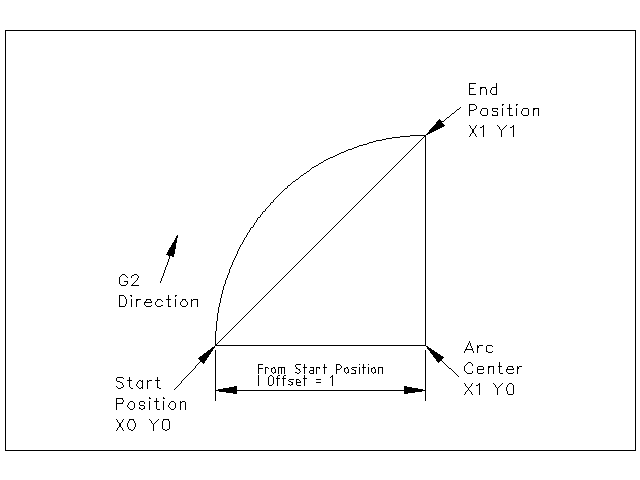 End
Position
X1 Y1
G2
Direction
Arc
Center
X1 Y0
From Start Position
I Offset = 1
Start
Position
X0 Y0